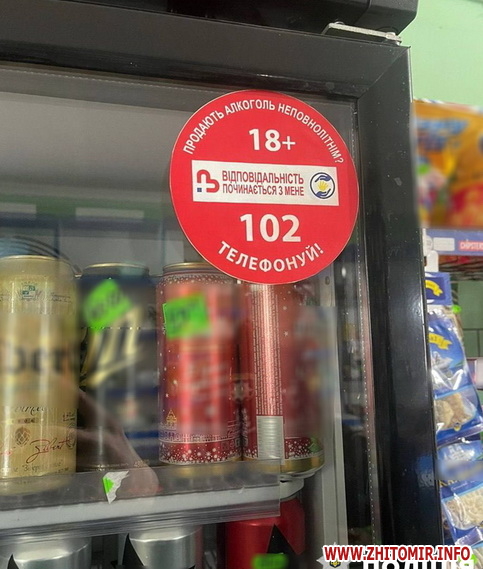 ПРОДАЮТЬ АЛКОГОЛЬ НЕПОВНОЛІТНІМ?
18+
ВІДПОВІДАЛЬНІСТЬ
ПОЧИНАЄТЬСЯ З МЕНЕ
102
ТЕЛЕФОНУЙ!
WWW.ZHITOMIR.INFO